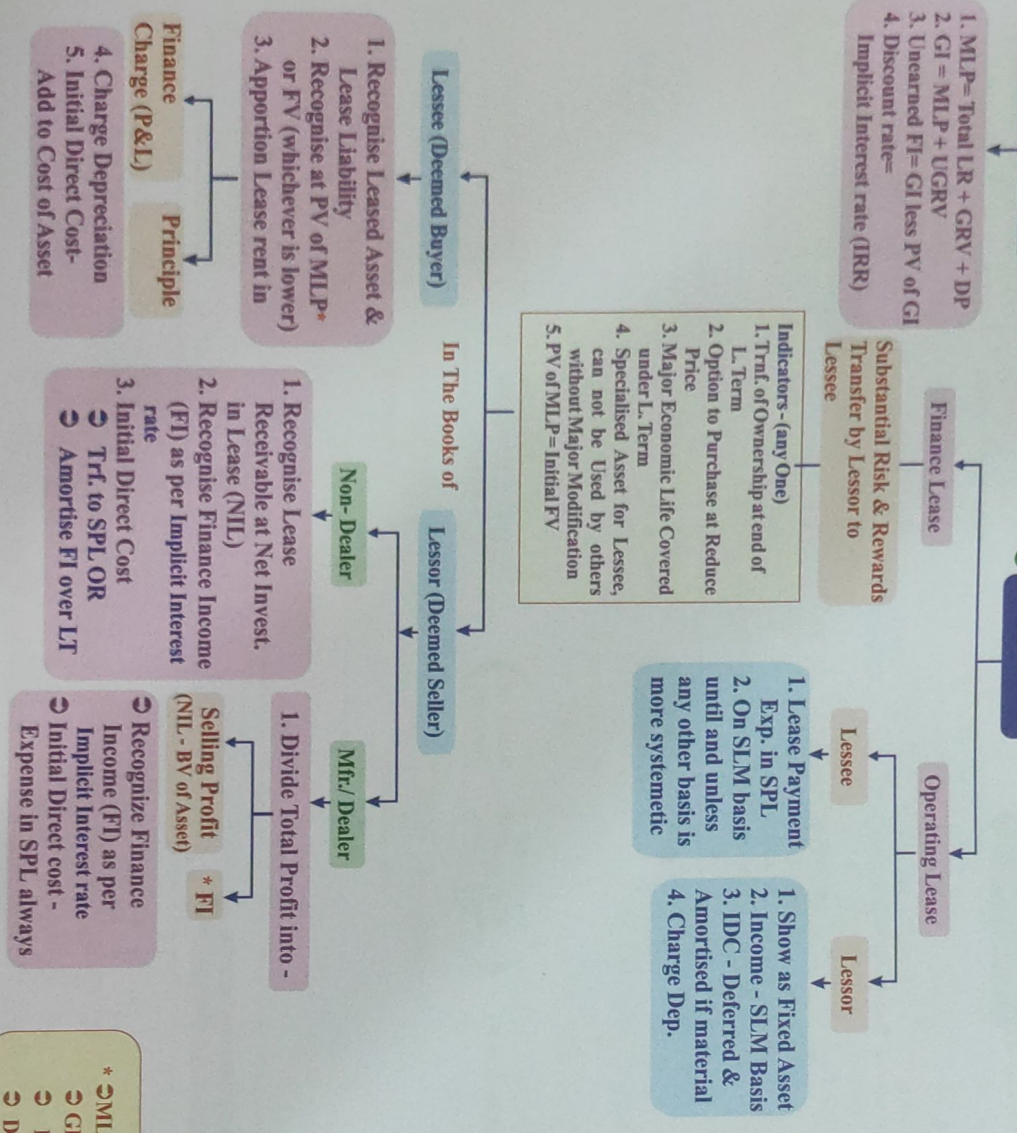 1. MLP= Total LR + GRV + DP
2. GI = MLP + UGRV
3. Unearned FI= GI less PV of GI
4. Discount rate=
Implicit Interest rate (IRR)
Finance Lease
Substantial Risk & Rewards
Transfer by Lessor to
Lessee
Indicators - (any One)
1. Trnf. of Ownership at end of
L. Term
2. Option to Purchase at Reduce
Price
3. Major Economic Life Covered
under L. Term
4. Specialised Asset for Lessee,
can not be Used by others
without Major Modification
5. PV of MLP = Initial FV
Operating Lease
Lessee
1. Lease Payment
Exp. in SPL
2. On SLM basis
until and unless
any other basis is
more systemetic
Lessor
1. Show as Fixed Asset
2. Income - SLM Basis
3. IDC - Deferred &
Amortised if material
4. Charge Dep.
In The Books of
Lessee (Deemed Buyer)
1. Recognise Leased Asset &
Lease Liability
2. Recognise at PV of MLP*
or FV (whichever is lower)
3. Apportion Lease rent in
Finance
Charge (P&L)
Principle
4. Charge Depreciation
5. Initial Direct Cost-
Add to Cost of Asset
Lessor (Deemed Seller)
Non- Dealer
1. Recognise Lease
Receivable at Net Invest.
in Lease (NIL)
2. Recognise Finance Income
(FI) as per Implicit Interest
rate
3. Initial Direct Cost
➲ Trf. to SPL OR
➲ Amortise FI over LT
Mfr./ Dealer
1. Divide Total Profit into -
Selling Profit
(NIL - BV of Asset)
* FI
➲ Recognize Finance
Income (FI) as per
Implicit Interest rate
➲ Initial Direct cost -
Expense in SPL always
* ➲ ML
➲ GI
➲
➲ D